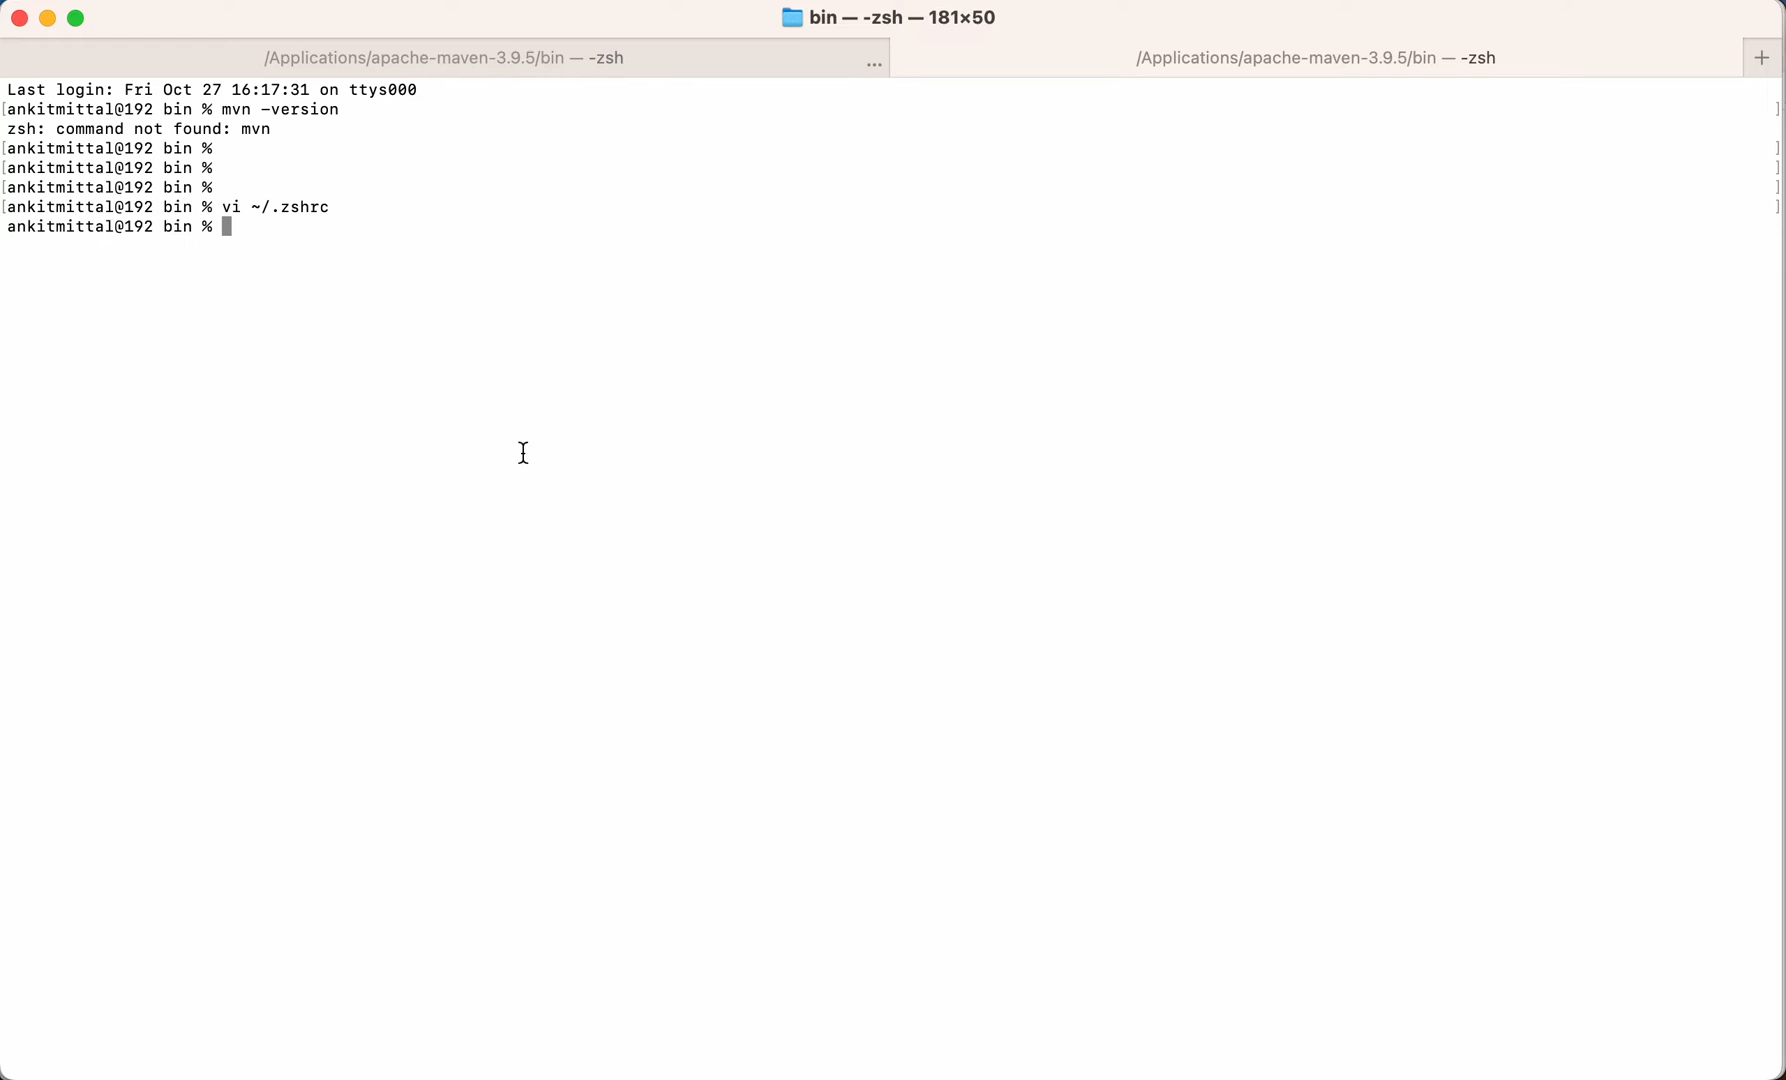 bin — -zsh — 181×50
/Applications/apache-maven-3.9.5/bin — -zsh ... /Applications/apache-maven-3.9.5/bin — -zsh +
Last login: Fri Oct 27 16:17:31 on ttys000
[ankitmittal@192 bin % mvn -version ]
zsh: command not found: mvn
[ankitmittal@192 bin % ]
[ankitmittal@192 bin % ]
[ankitmittal@192 bin % ]
[ankitmittal@192 bin % vi ~/.zshrc ]
ankitmittal@192 bin %